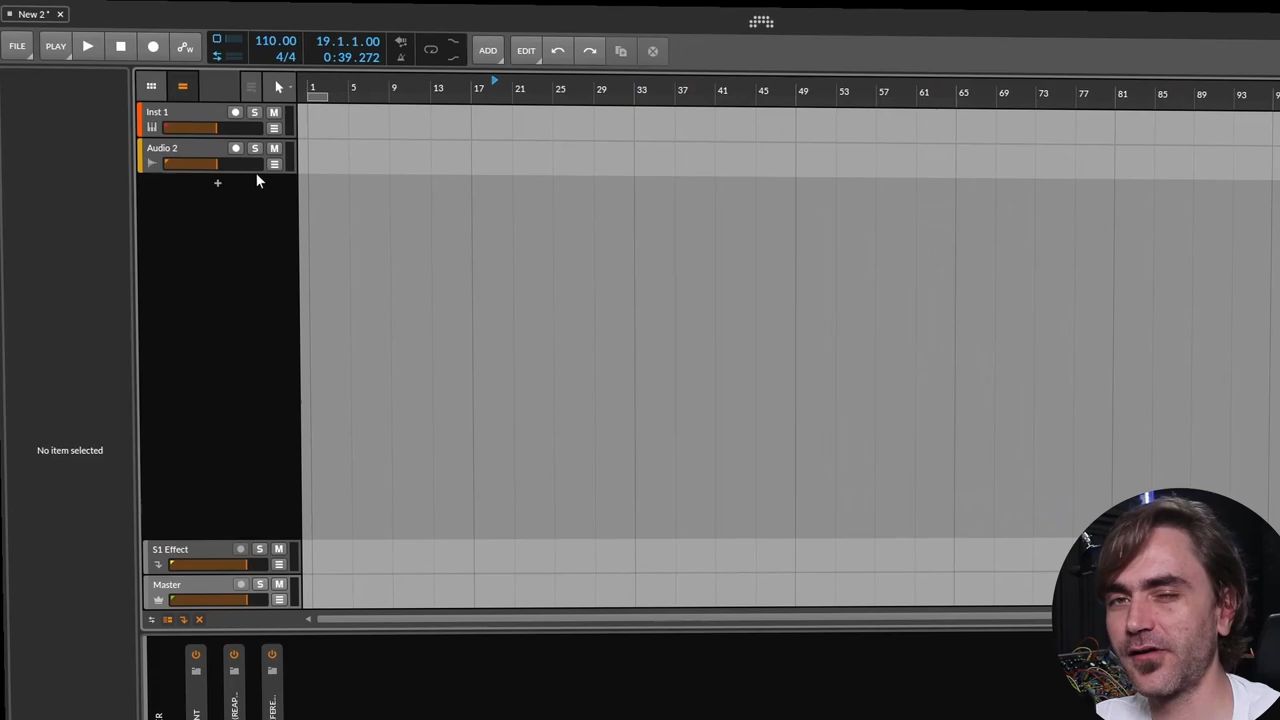 New 2*
FILE
PLAY
110.00
4/4
19.1.1.00
0:39.272
ADD
EDIT
1 5 9 13 17 21 25 29 33 37 41 45 49 53 57 61 65 69 73 77 81 85 89 93
Inst 1
S M
Audio 2
S M
+
No item selected
S1 Effect
S M
Master
S M